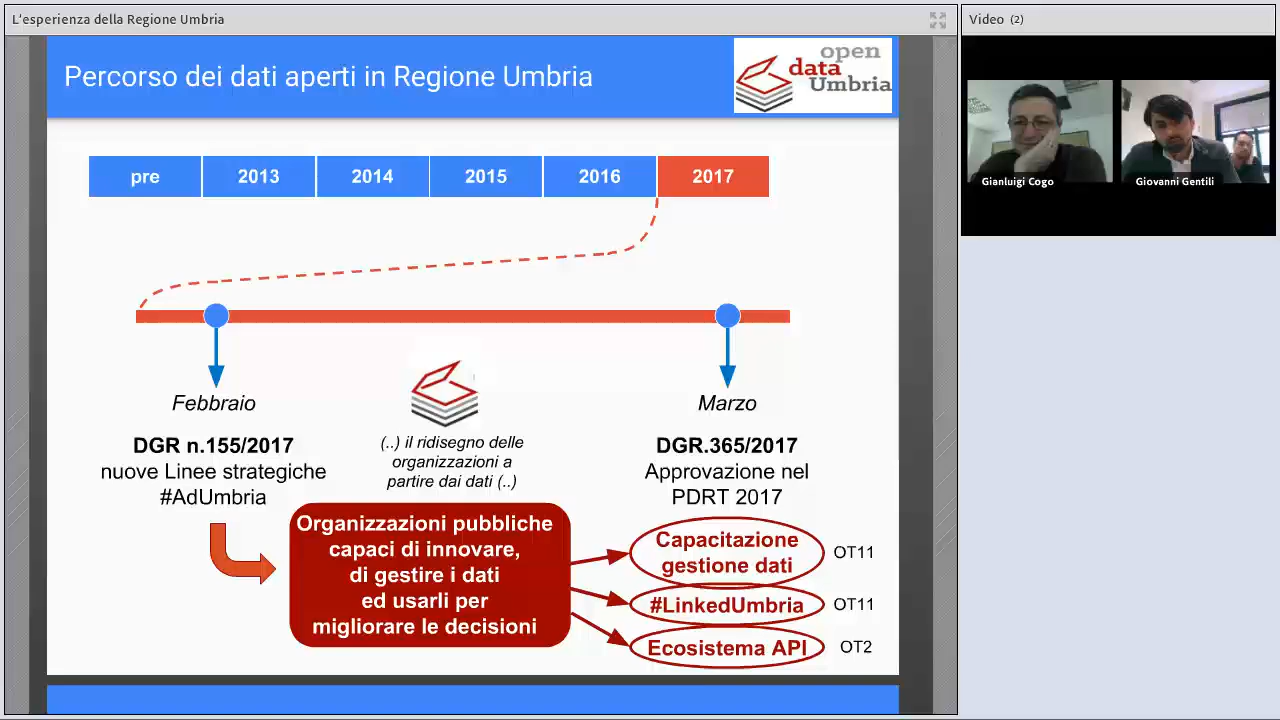 L'esperienza della Regione Umbria
Video (2)
Percorso dei dati aperti in Regione Umbria
open
data
Umbria
Gianluigi Cogo
Giovanni Gentili
pre
2013
2014
2015
2016
2017
Febbraio
DGR n.155/2017
nuove Linee strategiche
#AdUmbria
(..) il ridisegno delle
organizzazioni a
partire dai dati (..)
Marzo
DGR.365/2017
Approvazione nel
PDRT 2017
Organizzazioni pubbliche
capaci di innovare,
di gestire i dati
ed usarli per
migliorare le decisioni
Capacitazione
gestione dati
OT11
#LinkedUmbria
OT11
Ecosistema API
OT2